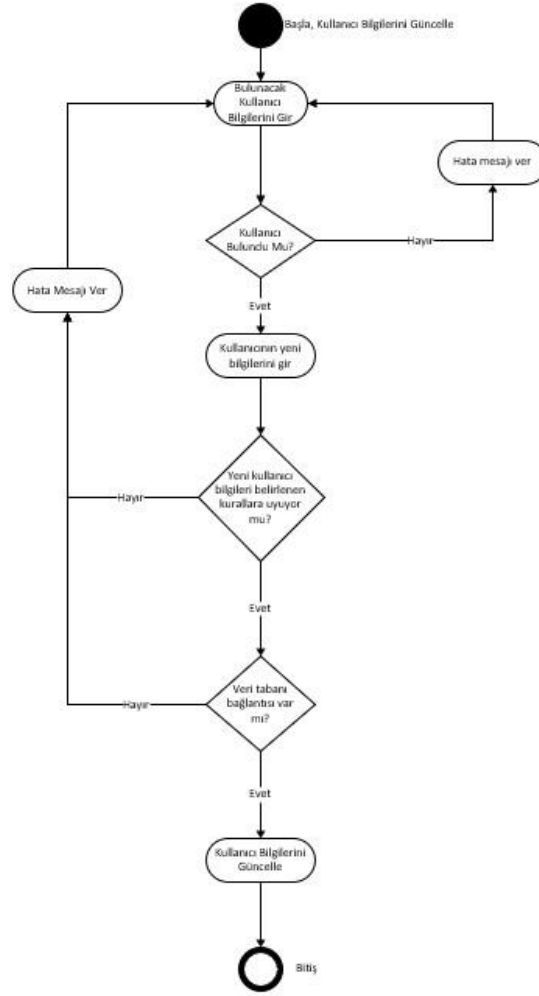 Başla, Kullanıcı Bilgilerini Güncelle
Bulunacak
Kullanıcı
Bilgilerini Gir
Hata mesajı ver
Kullanıcı
Bulundu Mu?
Hayır
Hata Mesajı Ver
Evet
Kullanıcının yeni
bilgilerini gir
Yeni kullanıcı
bilgileri belirlenen
kurallara uyuyor
mu?
Hayır
Evet
Veri tabanı
bağlantısı var
mı?
Hayır
Evet
Kullanıcı Bilgilerini
Güncelle
Bitiş